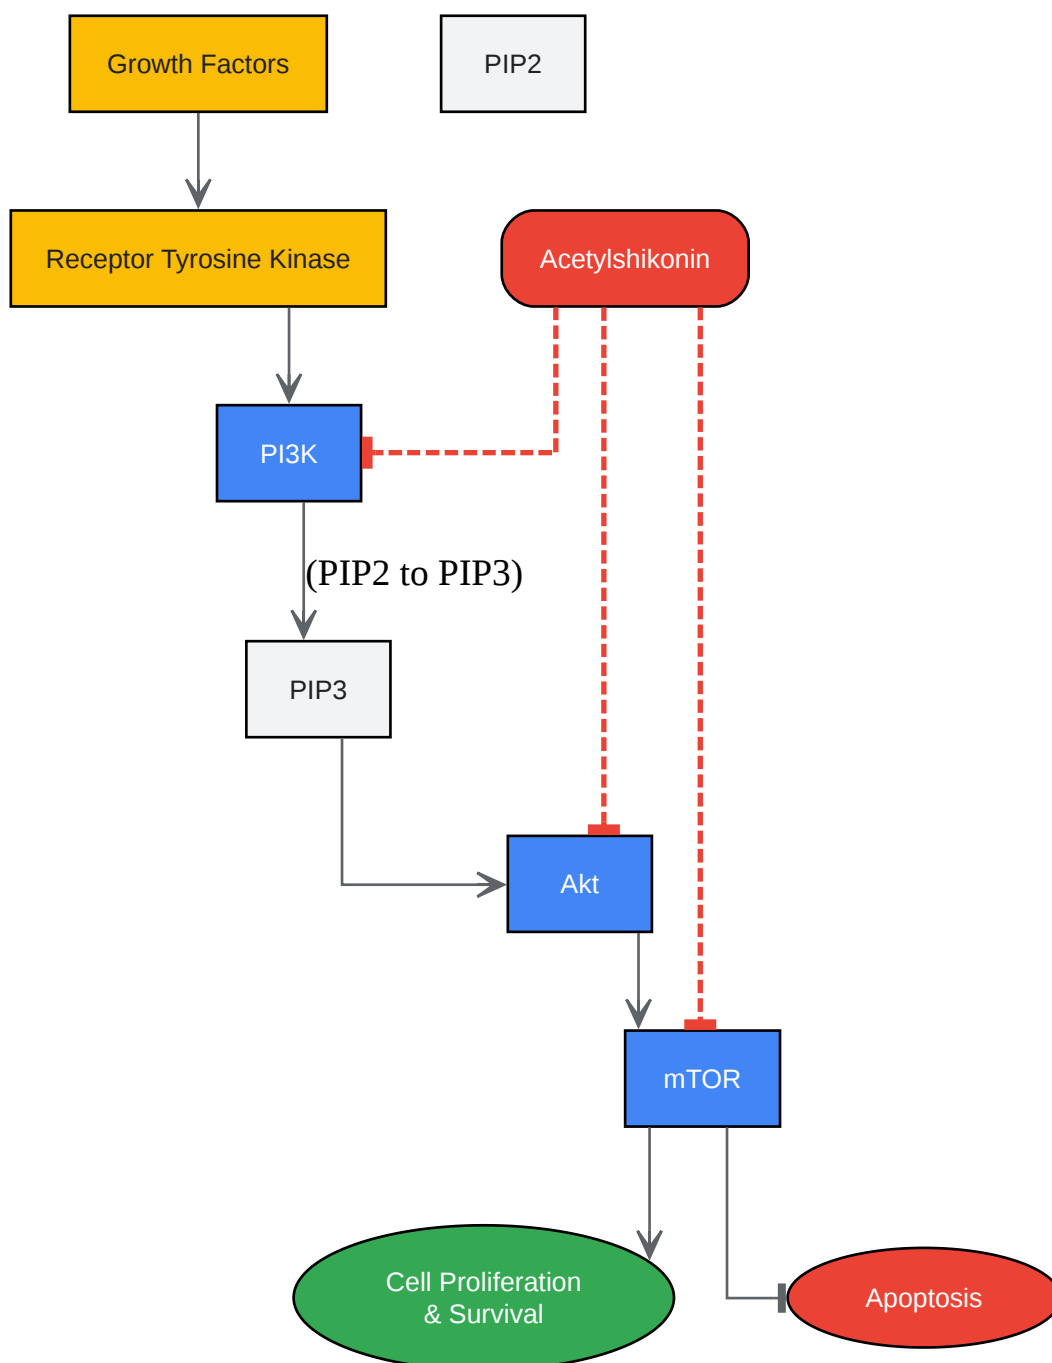 Growth Factors
PIP2
Receptor Tyrosine Kinase
Acetylshikonin
PI3K
(PIP2 to PIP3)
PIP3
Akt
mTOR
Cell Proliferation
& Survival
Apoptosis